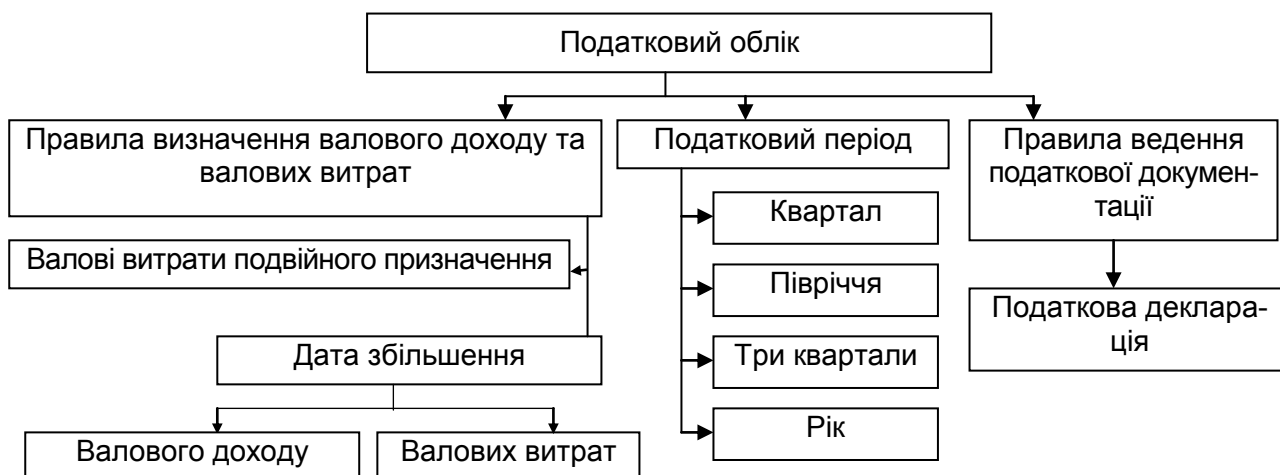 Податковий облік
Правила визначення валового доходу та
валових витрат
Податковий період
Правила ведення
податкової докумен-
тації
Квартал
Валові витрати подвійного призначення
Півріччя
Податкова деклара-
ція
Дата збільшення
Три квартали
Рік
Валового доходу
Валових витрат